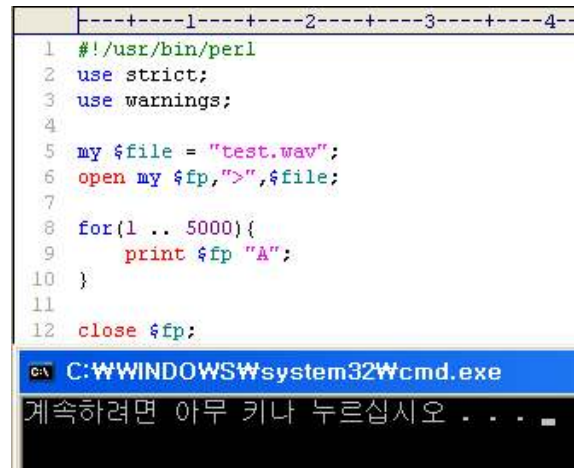 ----+----1----+----2----+----3----+----4--
1 #!/usr/bin/perl
2 use strict;
3 use warnings;
4
5 my $file = "test.wav";
6 open my $fp,">",$file;
7
8 for(1 .. 5000){
9     print $fp "A";
10 }
11
12 close $fp;
C:₩WINDOWS₩system32₩cmd.exe
계속하려면 아무 키나 누르십시오 . . .